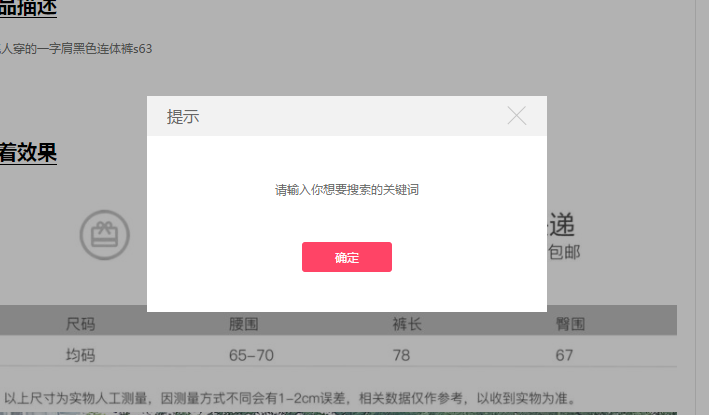 品描述
人穿的一字肩黑色连体裤s63
着效果
提示
请输入你想要搜索的关键词
确定
递
包邮
尺码 腰围 裤长 臀围
均码 65-70 78 67
以上尺寸为实物人工测量，因测量方式不同会有1-2cm误差，相关数据仅作参考，以收到实物为准。